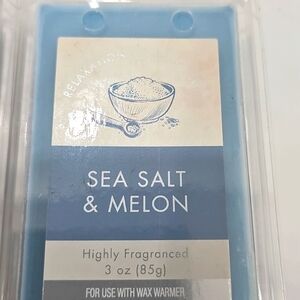 RELAXATION
SEA SALT
& MELON
Highly Fragranced
3 oz (85g)
FOR USE WITH WAX WARMER